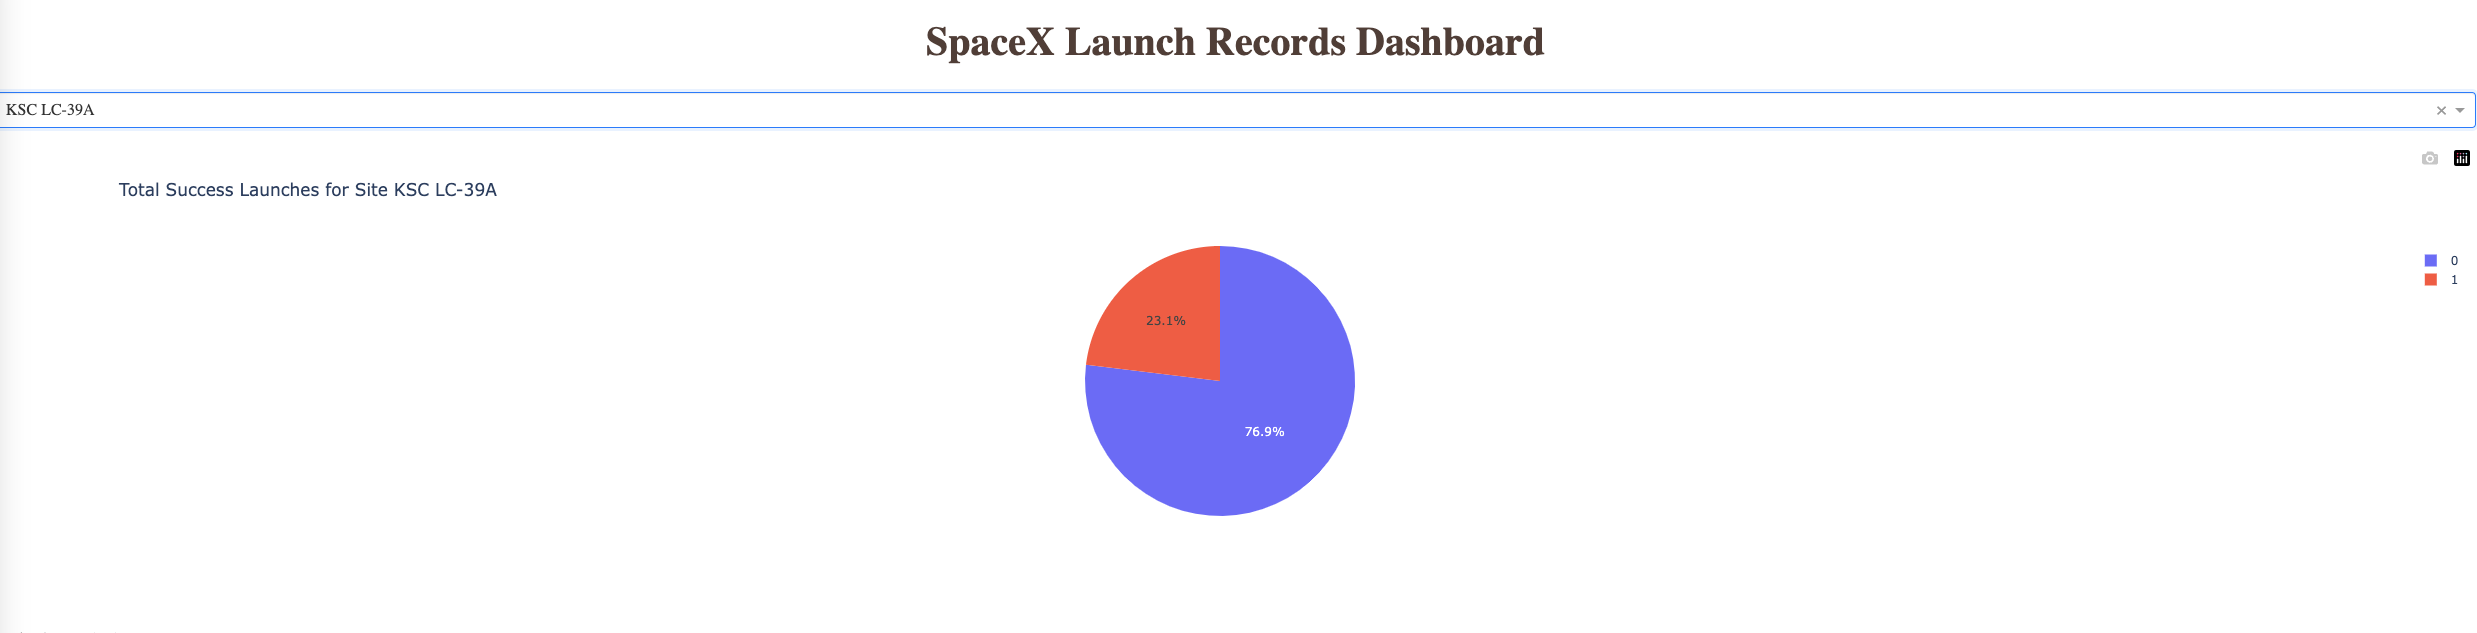 SpaceX Launch Records Dashboard
KSC LC-39A
Total Success Launches for Site KSC LC-39A
0
1
23.1%
76.9%